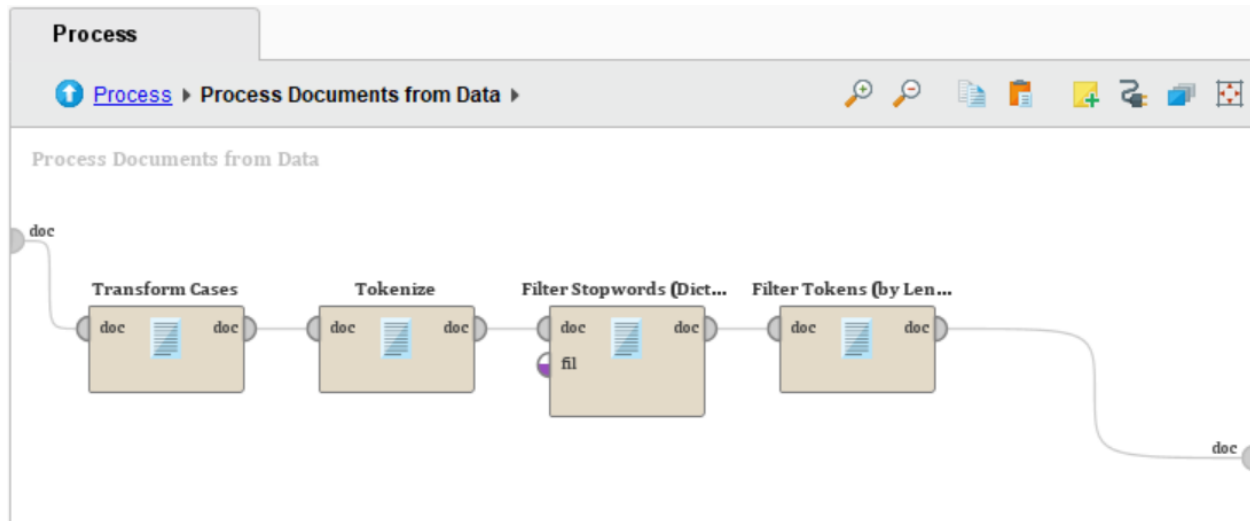 Process
Process Process Documents from Data
Process Documents from Data
doc
Transform Cases Tokenize Filter Stopwords (Dict... Filter Tokens (by Len...
doc doc doc doc doc doc doc doc
fil
doc